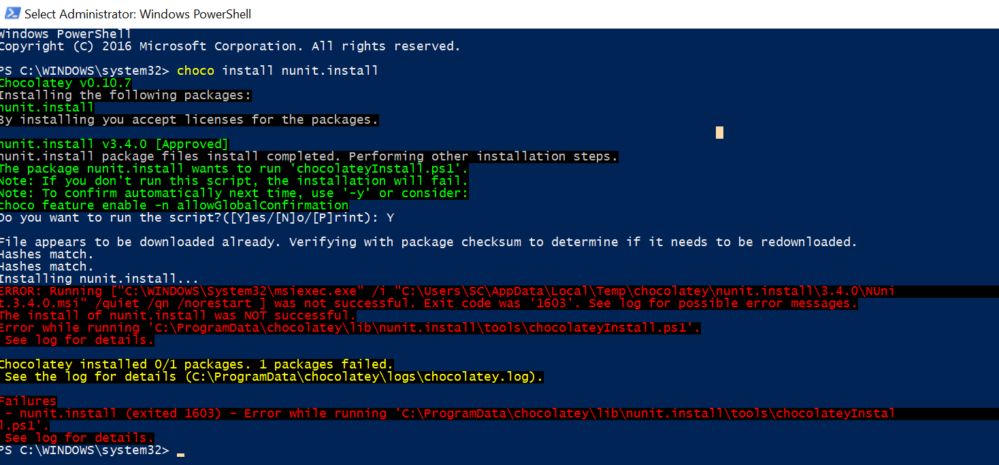 Select Administrator: Windows PowerShell
Windows PowerShell
Copyright (C) 2016 Microsoft Corporation. All rights reserved.
PS C:\WINDOWS\system32> choco install nunit.install
Chocolatey v0.10.7
Installing the following packages:
nunit.install
By installing you accept licenses for the packages.
nunit.install v3.4.0 [Approved]
nunit.install package files install completed. Performing other installation steps.
The package nunit.install wants to run 'chocolateyInstall.ps1'.
Note: If you don't run this script, the installation will fail.
Note: To confirm automatically next time, use '-y' or consider:
choco feature enable -n allowGlobalConfirmation
Do you want to run the script?([Y]es/[N]o/[P]rint): Y
File appears to be downloaded already. Verifying with package checksum to determine if it needs to be redownloaded.
Hashes match.
Hashes match.
Installing nunit.install...
ERROR: Running ["C:\WINDOWS\System32\msiexec.exe" /i "C:\Users\SC\AppData\Local\Temp\chocolatey\nunit.install\3.4.0\NUni
t.3.4.0.msi" /quiet /qn /norestart ] was not successful. Exit code was '1603'. See log for possible error messages.
The install of nunit.install was NOT successful.
Error while running 'C:\ProgramData\chocolatey\lib\nunit.install\tools\chocolateyInstall.ps1'.
See log for details.
Chocolatey installed 0/1 packages. 1 packages failed.
See the log for details (C:\ProgramData\chocolatey\logs\chocolatey.log).
Failures
- nunit.install (exited 1603) - Error while running 'C:\ProgramData\chocolatey\lib\nunit.install\tools\chocolateyInstal
l.ps1'.
See log for details.
PS C:\WINDOWS\system32>